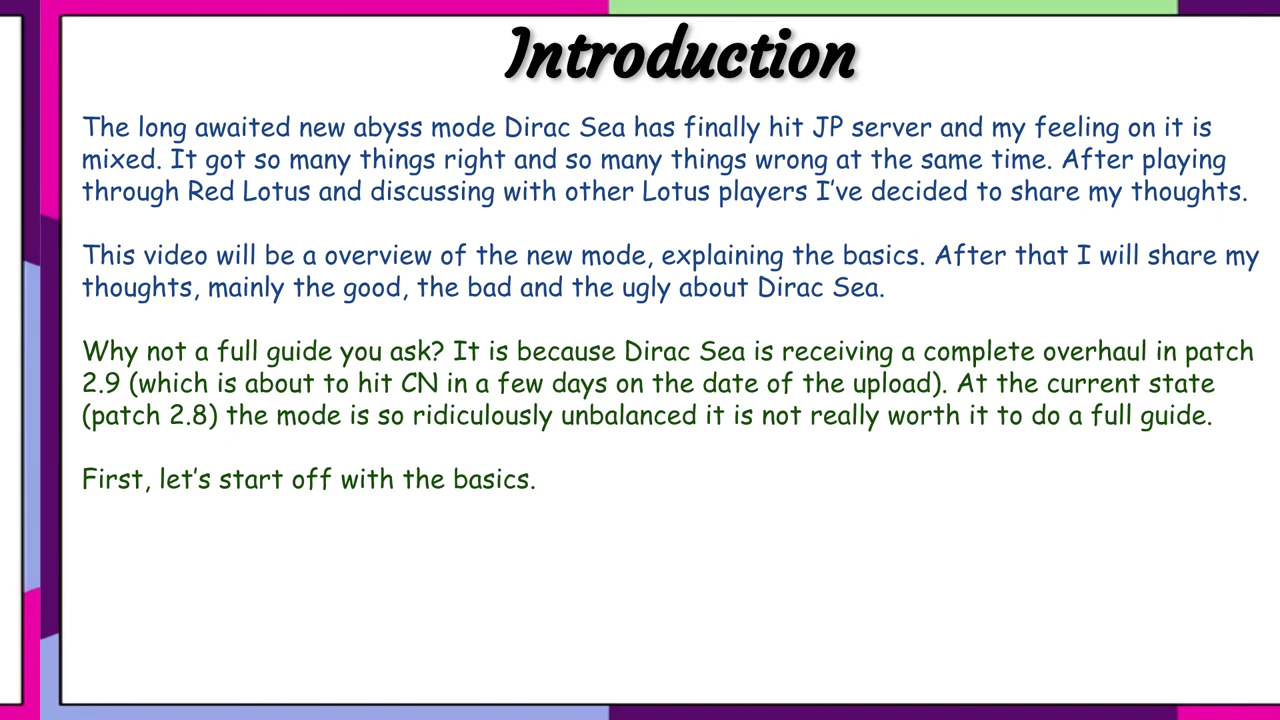 Introduction
The long awaited new abyss mode Dirac Sea has finally hit JP server and my feeling on it is
mixed. It got so many things right and so many things wrong at the same time. After playing
through Red Lotus and discussing with other Lotus players I've decided to share my thoughts.
This video will be a overview of the new mode, explaining the basics. After that I will share my
thoughts, mainly the good, the bad and the ugly about Dirac Sea.
Why not a full guide you ask? It is because Dirac Sea is receiving a complete overhaul in patch
2.9 (which is about to hit CN in a few days on the date of the upload). At the current state
(patch 2.8) the mode is so ridiculously unbalanced it is not really worth it to do a full guide.
First, let's start off with the basics.